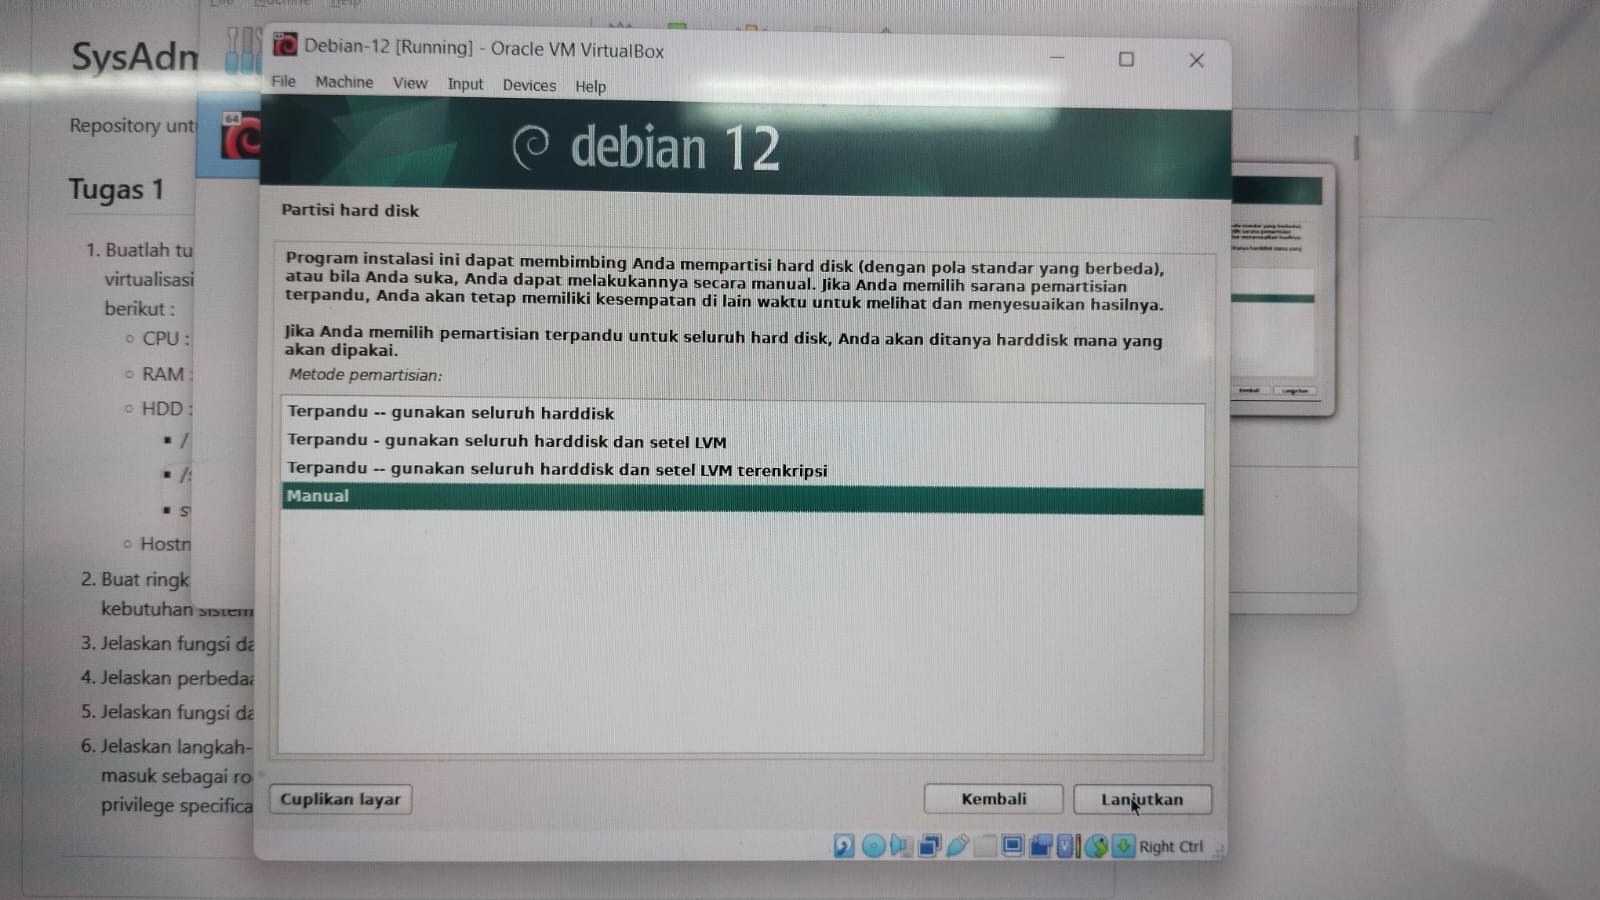 File Machine Help
SysAdm
Debian-12 [Running] - Oracle VM VirtualBox
File Machine View Input Devices Help
Repository unt
64
debian 12
Tugas 1
Partisi hard disk
1. Buatlah tu
virtualisasi
berikut :
CPU :
RAM :
HDD :
/
/
s
Hostn
2. Buat ringk
kebutuhan sistem
3. Jelaskan fungsi da
4. Jelaskan perbedaa
5. Jelaskan fungsi da
6. Jelaskan langkah-
masuk sebagai ro
privilege specifica
Program instalasi ini dapat membimbing Anda mempartisi hard disk (dengan pola standar yang berbeda),
atau bila Anda suka, Anda dapat melakukannya secara manual. Jika Anda memilih sarana pemartisian
terpandu, Anda akan tetap memiliki kesempatan di lain waktu untuk melihat dan menyesuaikan hasilnya.
Jika Anda memilih pemartisian terpandu untuk seluruh hard disk, Anda akan ditanya harddisk mana yang
akan dipakai.
Metode pemartisian:
Terpandu -- gunakan seluruh harddisk
Terpandu - gunakan seluruh harddisk dan setel LVM
Terpandu -- gunakan seluruh harddisk dan setel LVM terenkripsi
Manual
Cuplikan layar
Kembali
Lanjutkan
Right Ctrl
Kembali
Lanjutkan